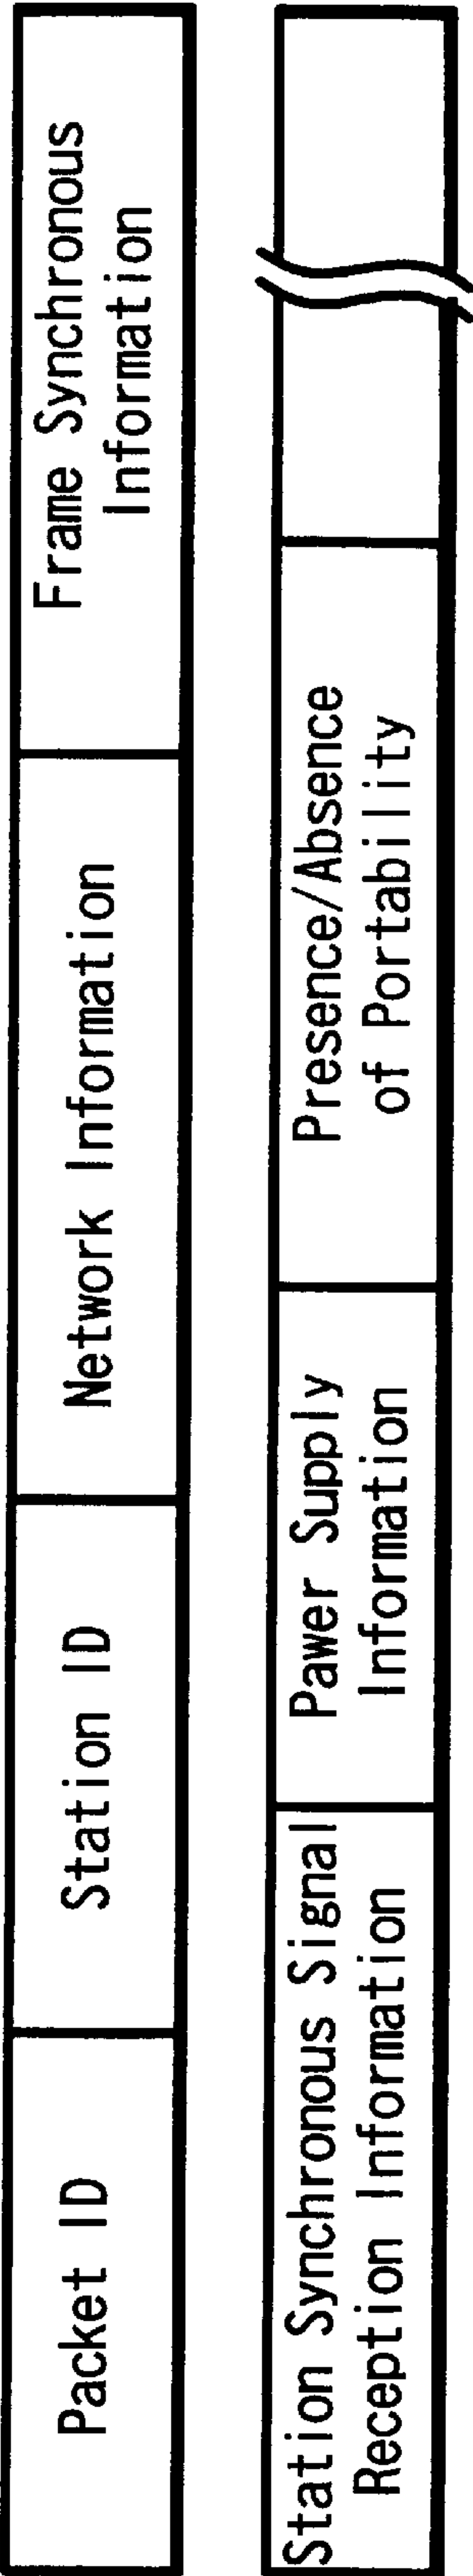 Packet ID
Station ID
Network Information
Frame Synchronous
Information
Station Synchronous Signal
Reception Information
Pawer Supply
Information
Presence/Absence
of Portability